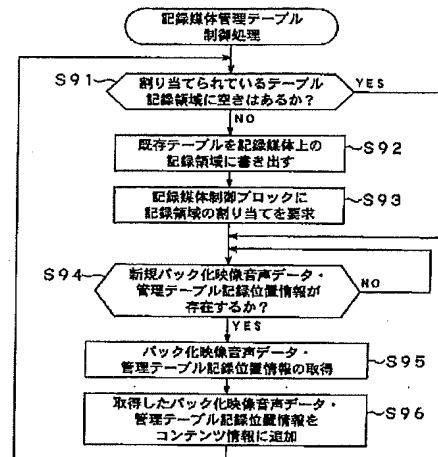 記録媒体管理テーブル
制御処理
S91
割り当てられているテーブル
記録領域に空きはあるか?
YES
NO
既存テーブルを記録媒体上の
記録領域に書き出す
S92
記録媒体制御ブロックに
記録領域の割り当てを要求
S93
S94
新規パック化映像音声データ・
管理テーブル記録位置情報が
存在するか?
NO
YES
パック化映像音声データ・
管理テーブル記録位置情報の取得
S95
取得したパック化映像音声データ・
管理テーブル記録位置情報を
コンテンツ情報に追加
S96